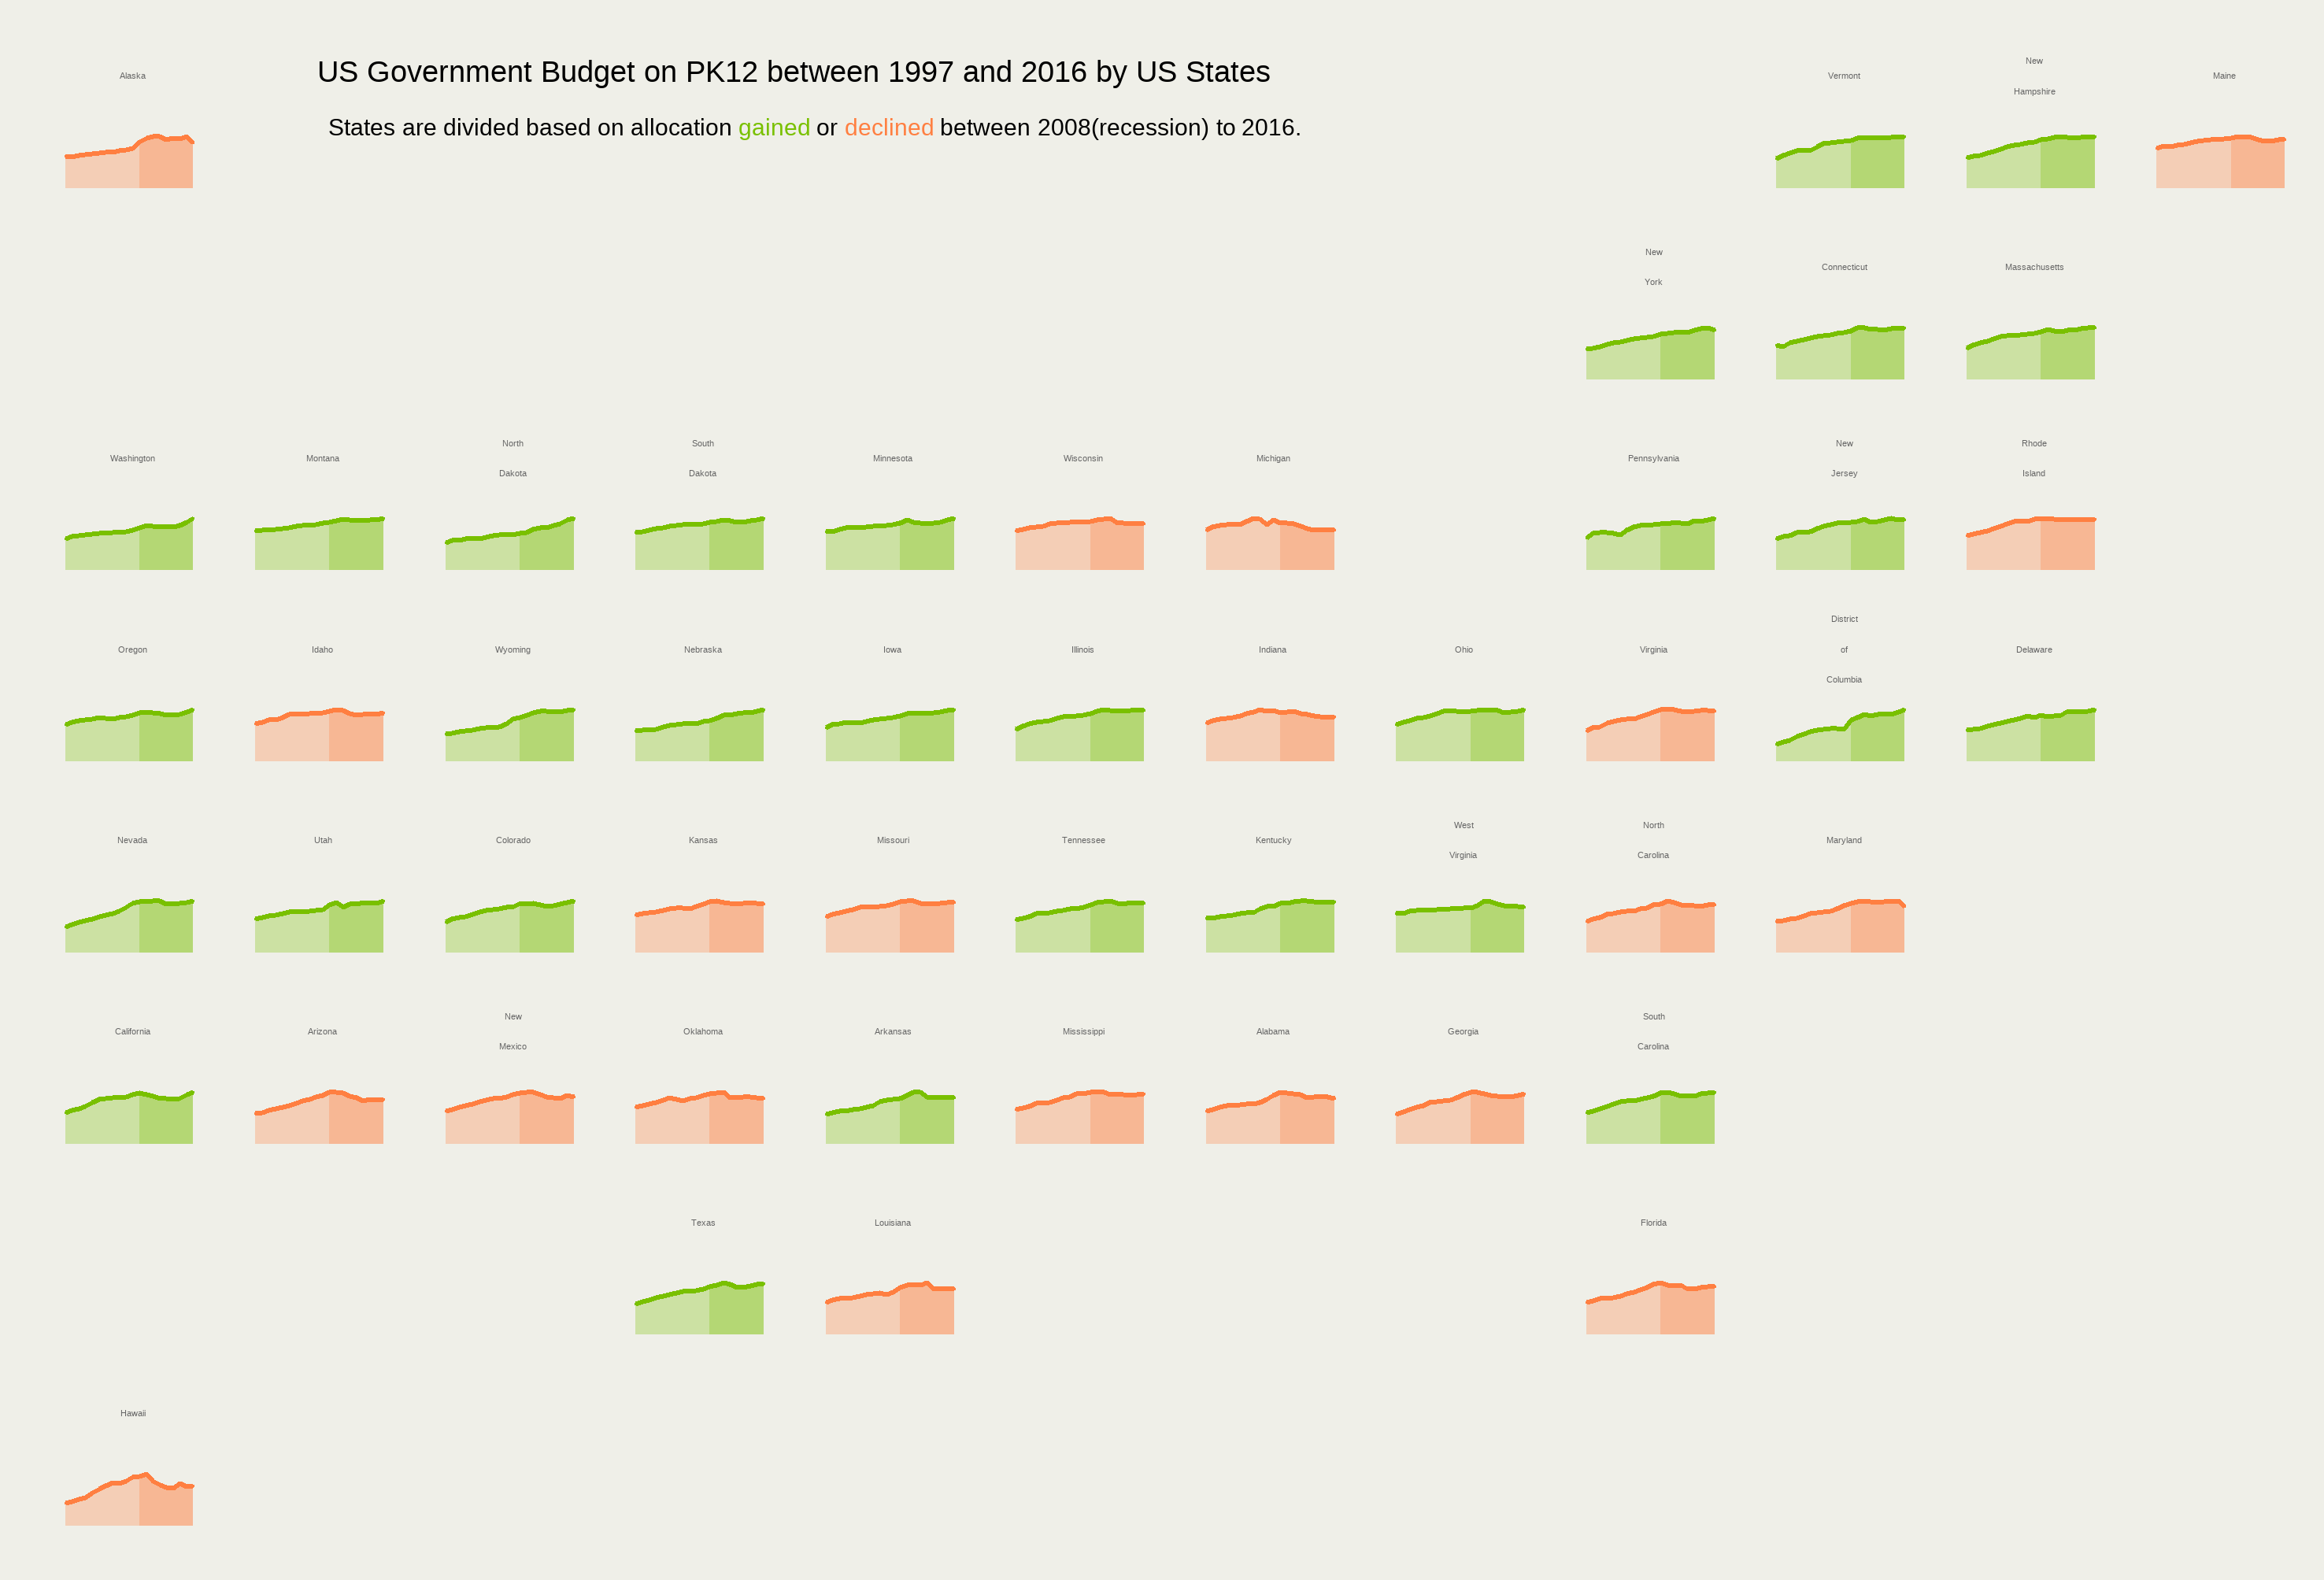 US Government Budget on PK12 between 1997 and 2016 by US States
States are divided based on allocation gained or declined between 2008(recession) to 2016.
Alaska
Vermont
New
Hampshire
Maine
New
York
Connecticut
Massachusetts
Washington
Montana
North
Dakota
South
Dakota
Minnesota
Wisconsin
Michigan
Pennsylvania
New
Jersey
Rhode
Island
Oregon
Idaho
Wyoming
Nebraska
Iowa
Illinois
Indiana
Ohio
Virginia
District
of
Columbia
Delaware
Nevada
Utah
Colorado
Kansas
Missouri
Tennessee
Kentucky
West
Virginia
North
Carolina
Maryland
California
Arizona
New
Mexico
Oklahoma
Arkansas
Mississippi
Alabama
Georgia
South
Carolina
Texas
Louisiana
Florida
Hawaii